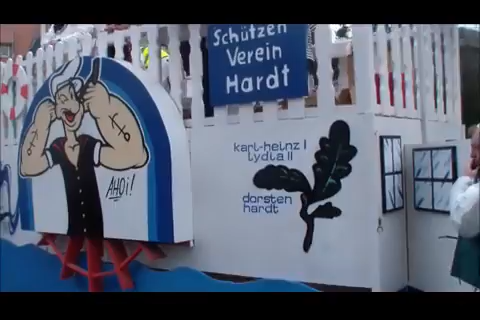 Schützen
Verein
Hardt
karl-heinz I
lydia II
dorsten
hardt
AHOi!